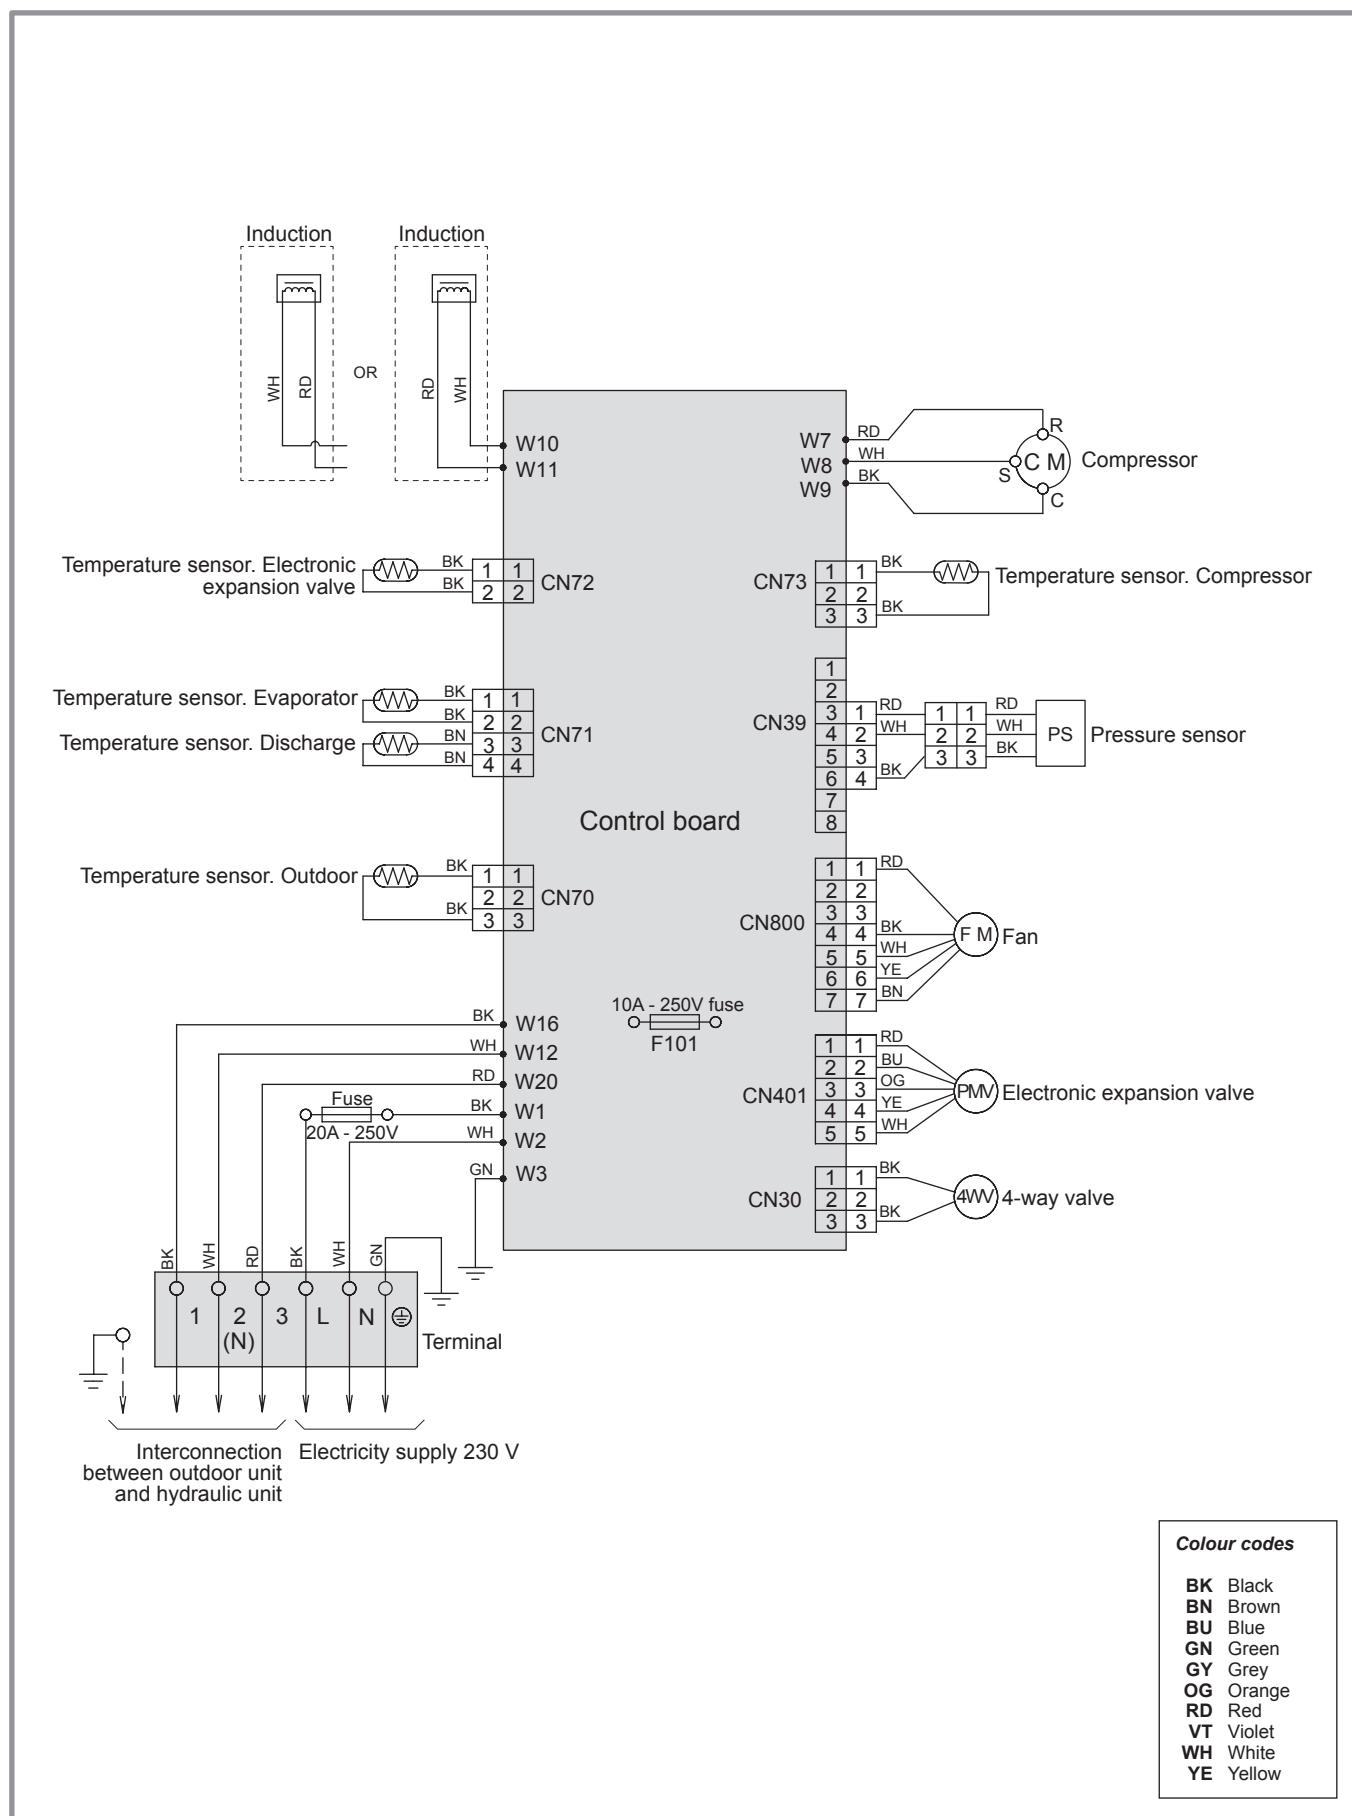 Induction Induction
WH RD OR RD WH
W10
W11
W7 RD R
W8 WH S C M Compressor
W9 BK C
Temperature sensor. Electronic
expansion valve
BK 1 1
BK 2 2
CN72
CN73
1 1 BK
2 2
3 3 BK
Temperature sensor. Compressor
Temperature sensor. Evaporator
Temperature sensor. Discharge
BK 1 1
BK 2 2
BN 3 3
BN 4 4
CN71
CN39
1
2
3 1 RD 1 1 RD
4 2 WH 2 2 WH
5 3 3 3 BK
6 4 BK
7
8
PS Pressure sensor
Control board
Temperature sensor. Outdoor
BK 1 1
2 2
BK 3 3
CN70
CN800
1 1 RD
2 2
3 3
4 4 BK
5 5 WH
6 6 YE
7 7 BN
F M Fan
10A - 250V fuse
F101
BK W16
WH W12
RD W20
Fuse
20A - 250V
BK W1
WH W2
GN W3
CN401
1 1 RD
2 2 BU
3 3 OG
4 4 YE
5 5 WH
PMV Electronic expansion valve
CN30
1 1 BK
2 2
3 3 BK
4WV 4-way valve
BK WH RD BK WH GN
1 2 3 L N
(N)
Terminal
Interconnection
between outdoor unit
and hydraulic unit
Electricity supply 230 V
Colour codes
BK Black
BN Brown
BU Blue
GN Green
GY Grey
OG Orange
RD Red
VT Violet
WH White
YE Yellow